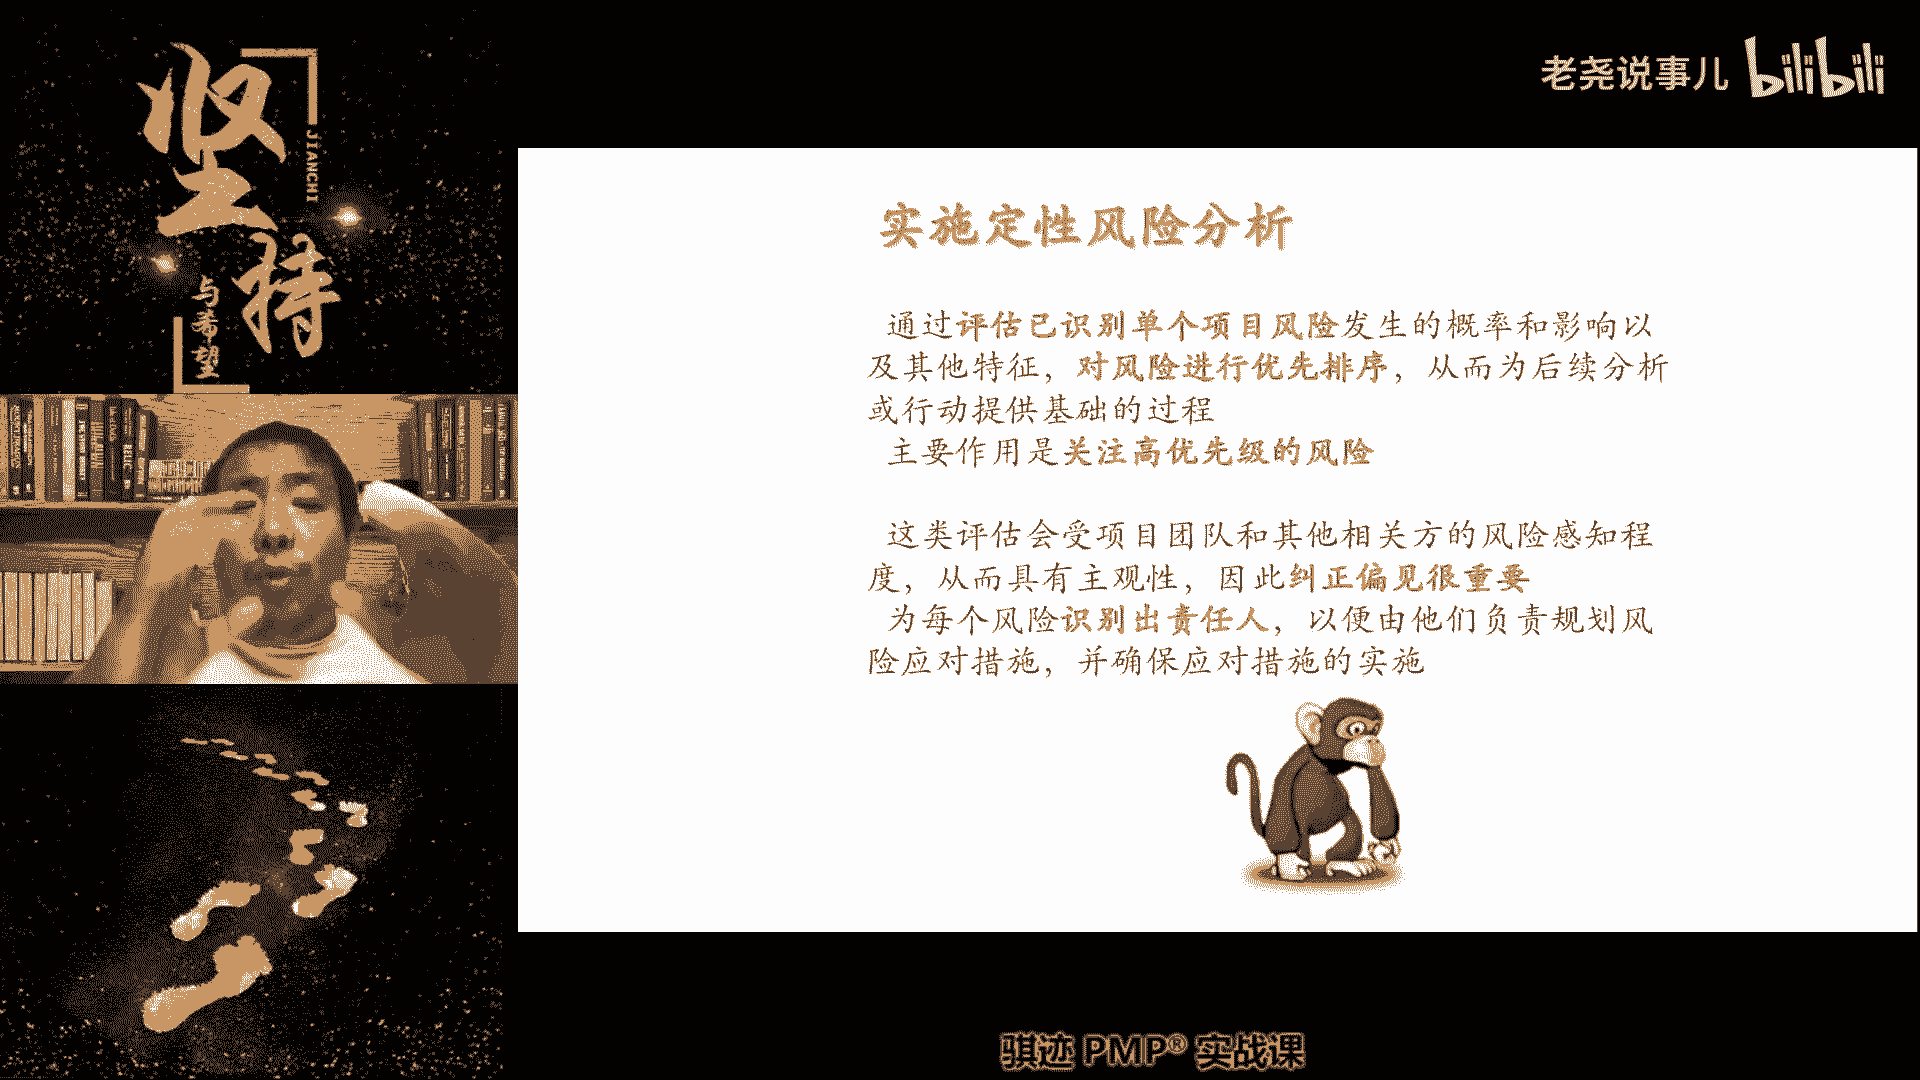 坚持
JIANCHI
与希望
老尧说事儿 bilibili
实施定性风险分析
通过评估已识别单个项目风险发生的概率和影响以
及其他特征，对风险进行优先排序，从而为后续分析
或行动提供基础的过程
主要作用是关注高优先级的风险
这类评估会受项目团队和其他相关方的风险感知程
度，从而具有主观性，因此纠正偏见很重要
为每个风险识别出责任人，以便由他们负责规划风
险应对措施，并确保应对措施的实施
骐迹 PMP® 实战课